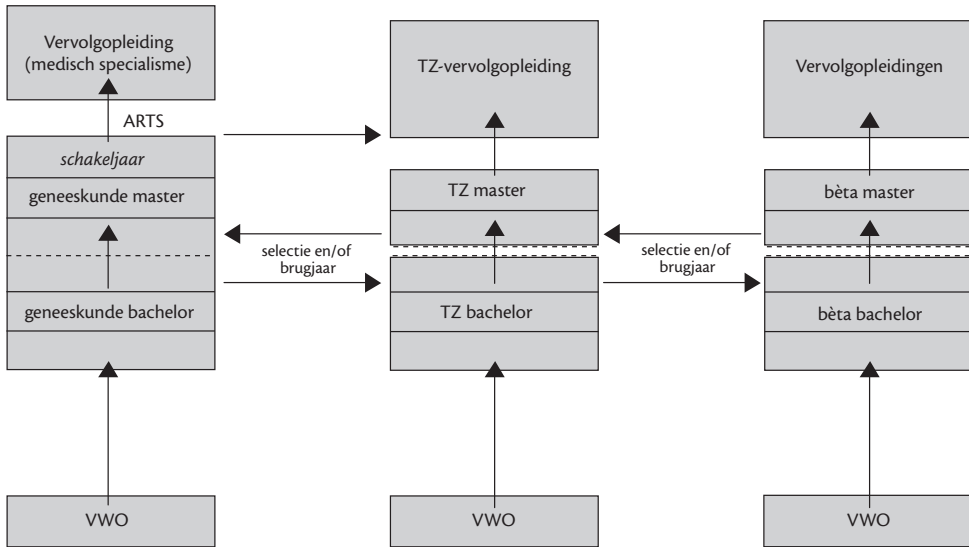 Vervolgopleiding
(medisch specialisme)
TZ-vervolgopleiding
Vervolgopleidingen
ARTS
schakeljaar
geneeskunde master
TZ master
bèta master
selectie en/of
brugjaar
selectie en/of
brugjaar
geneeskunde bachelor
TZ bachelor
bèta bachelor
VWO
VWO
VWO